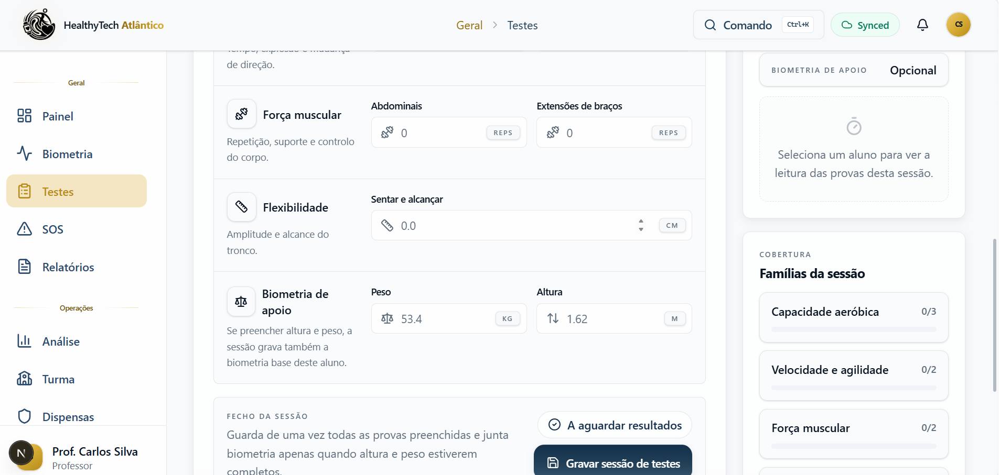 HealthyTech Atlântico
Geral
Testes
Comando
Ctrl+K
Synced
CS
Geral
Painel
Biometria
Testes
SOS
Relatórios
Operações
Análise
Turma
Dispensas
N
Prof. Carlos Silva
Professor
Tempo, explosão e mudança
de direção.
Força muscular
Repetição, suporte e controlo
do corpo.
Abdominais
0
REPS
Extensões de braços
0
REPS
Flexibilidade
Amplitude e alcance do
tronco.
Sentar e alcançar
0.0
CM
Biometria de
apoio
Se preencher altura e peso, a
sessão grava também a
biometria base deste aluno.
Peso
53.4
KG
Altura
1.62
M
FECHO DA SESSÃO
Guarda de uma vez todas as provas preenchidas e junta
biometria apenas quando altura e peso estiverem
completos.
A aguardar resultados
Gravar sessão de testes
BIOMETRIA DE APOIO
Opcional
Seleciona um aluno para ver a
leitura das provas desta sessão.
COBERTURA
Famílias da sessão
Capacidade aeróbica
0/3
Velocidade e agilidade
0/2
Força muscular
0/2